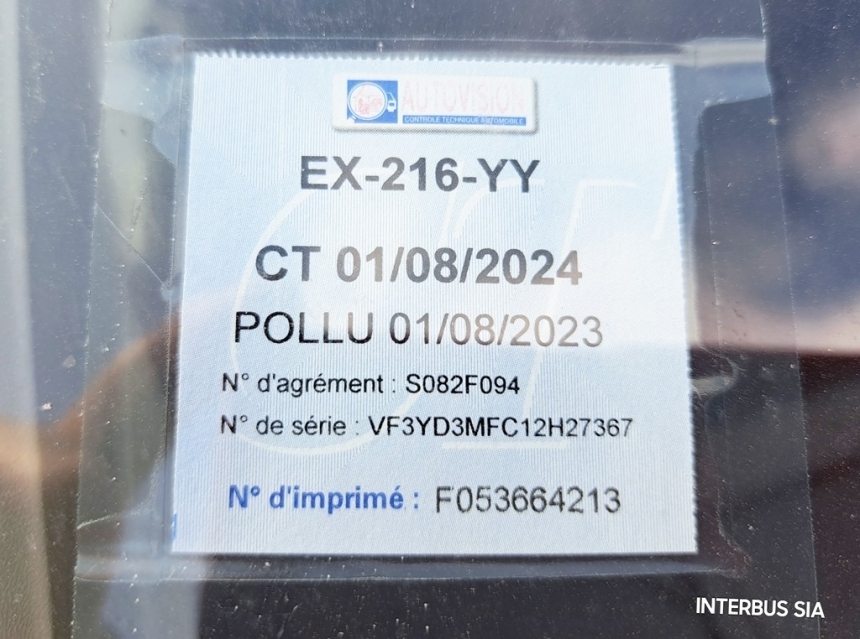 AUTOVISION
CONTROLE TECHNIQUE AUTOMOBILE
EX-216-YY
CT 01/08/2024
POLLU 01/08/2023
N° d'agrément : S082F094
N° de série : VF3YD3MFC12H27367
N° d'imprimé : F053664213
INTERBUS SIA